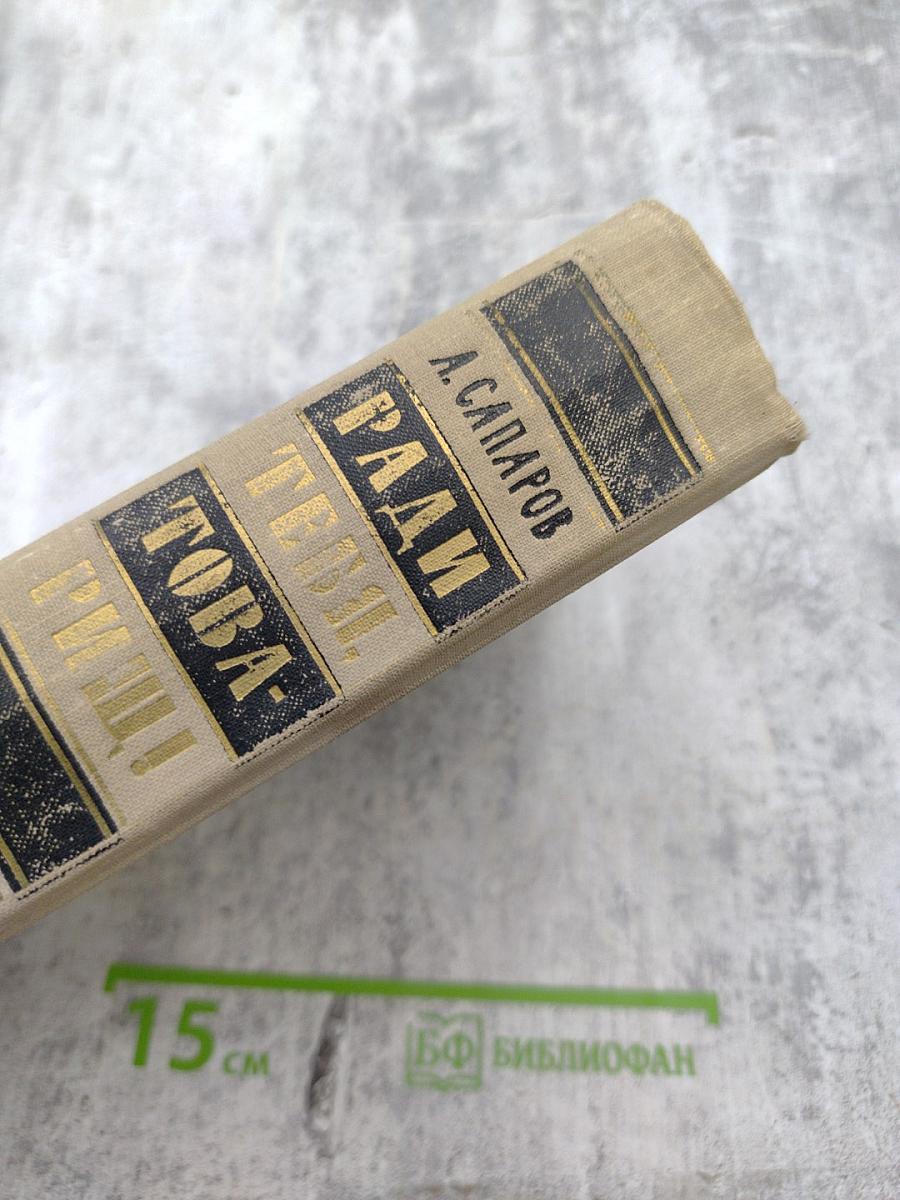 А. САПАРОВ
РАДИ
ТЕБЯ,
ТОВА-
РИЩ!
15 см
БФ БИБЛИОФАН